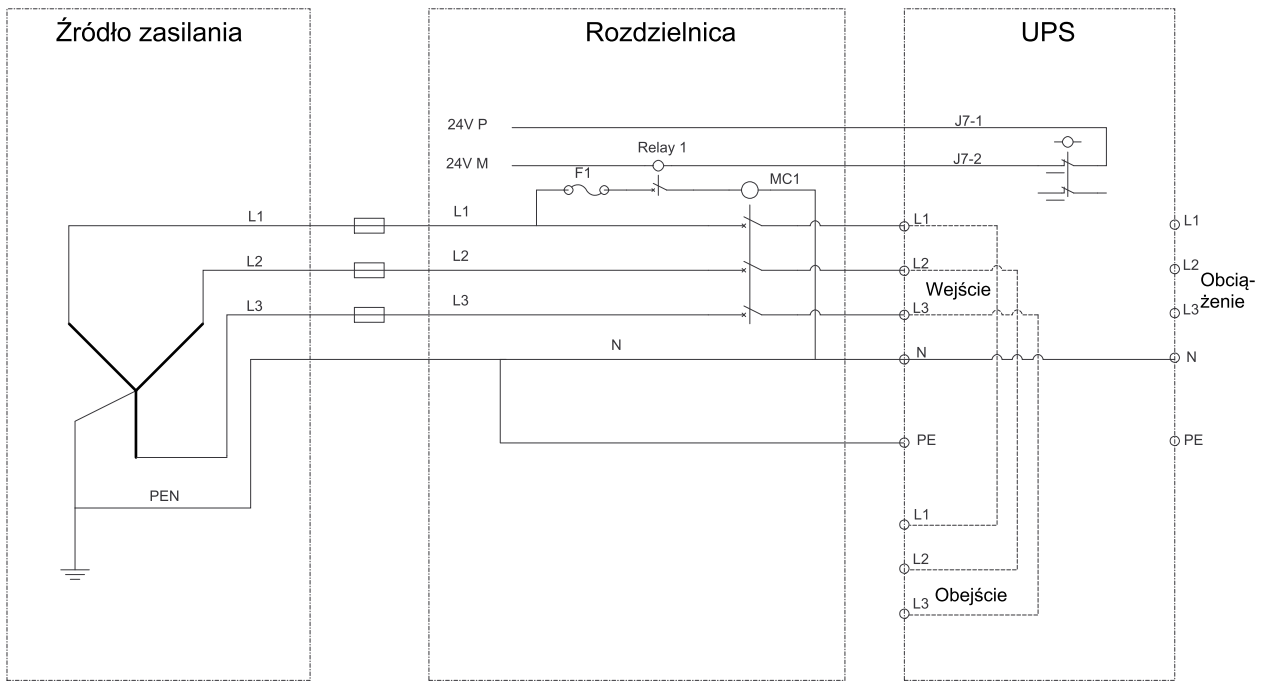 Źródło zasilania
Rozdzielnica
UPS
24V P
J7-1
24V M
Relay 1
J7-2
F1
MC1
L1
L1
L1
L1
L2
L2
L2
L2
Wejście
Obcią-
żenie
L3
L3
L3
L3
N
N
N
PE
PE
PEN
L1
L2
L3
Obejście